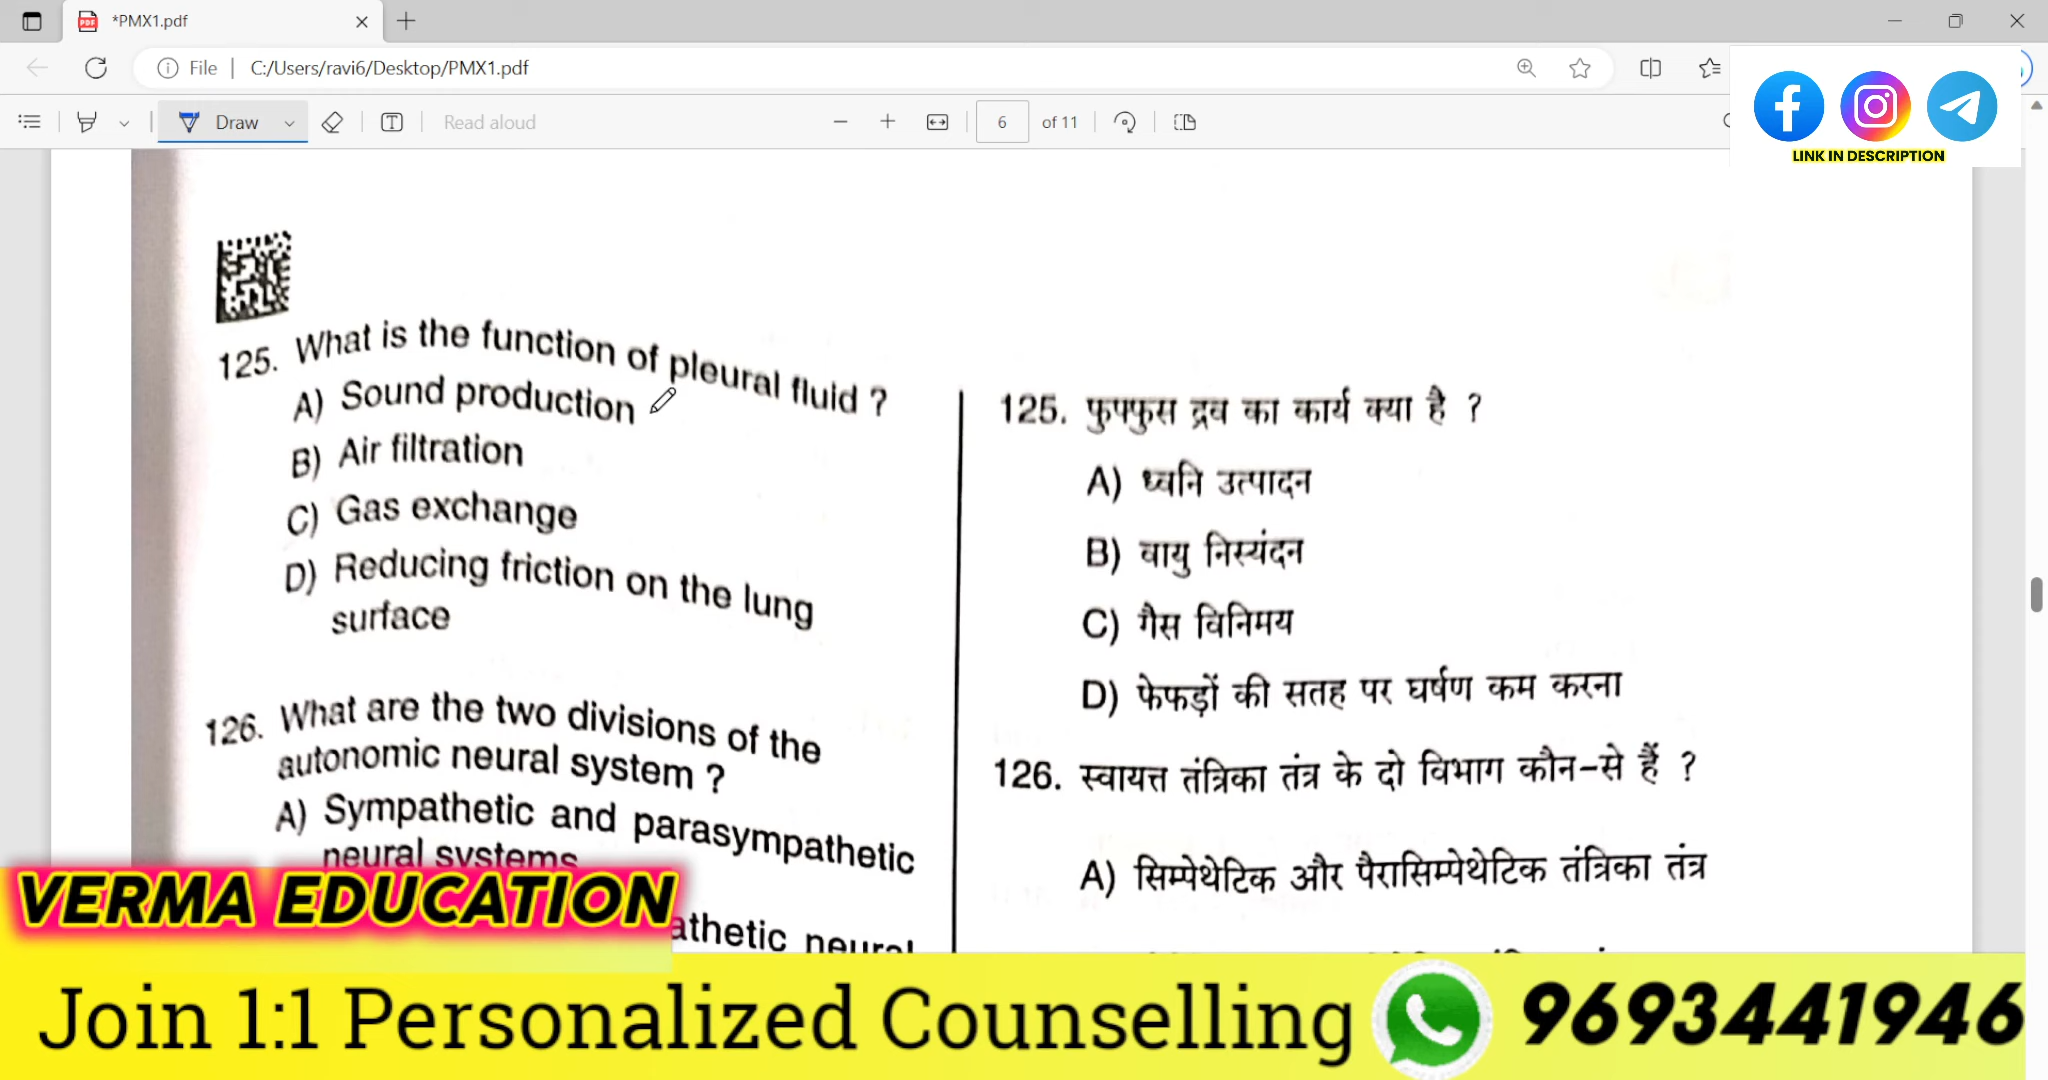 *PMX1.pdf
File
C:/Users/ravi6/Desktop/PMX1.pdf
Draw
Read aloud
6 of 11
LINK IN DESCRIPTION
125. What is the function of pleural fluid ?
A) Sound production
B) Air filtration
C) Gas exchange
D) Reducing friction on the lung
surface
126. What are the two divisions of the
autonomic neural system ?
A) Sympathetic and parasympathetic
neural systems
athetic neural
125. फुफ्फुस द्रव का कार्य क्या है ?
A) ध्वनि उत्पादन
B) वायु निस्यंदन
C) गैस विनिमय
D) फेफड़ों की सतह पर घर्षण कम करना
126. स्वायत्त तंत्रिका तंत्र के दो विभाग कौन-से हैं ?
A) सिम्पेथेटिक और पैरासिम्पेथेटिक तंत्रिका तंत्र
VERMA EDUCATION
Join 1:1 Personalized Counselling 9693441946